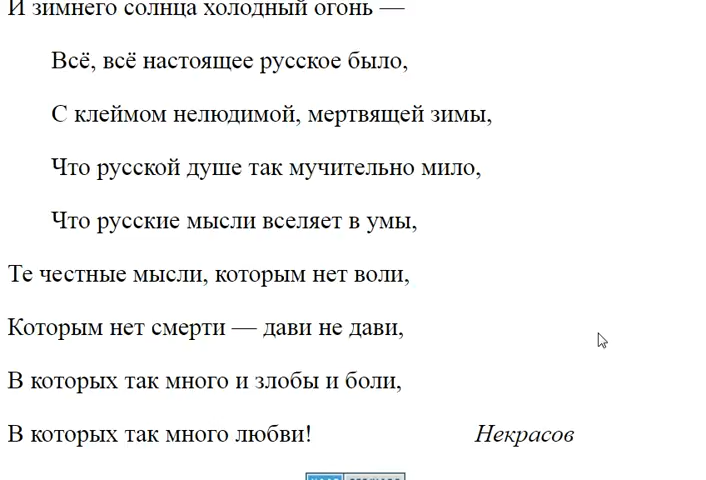 И зимнего солнца холодный огонь —
Всё, всё настоящее русское было,
С клеймом нелюдимой, мертвящей зимы,
Что русской душе так мучительно мило,
Что русские мысли вселяет в умы,
Те честные мысли, которым нет воли,
Которым нет смерти — дави не дави,
В которых так много и злобы и боли,
В которых так много любви! Некрасов